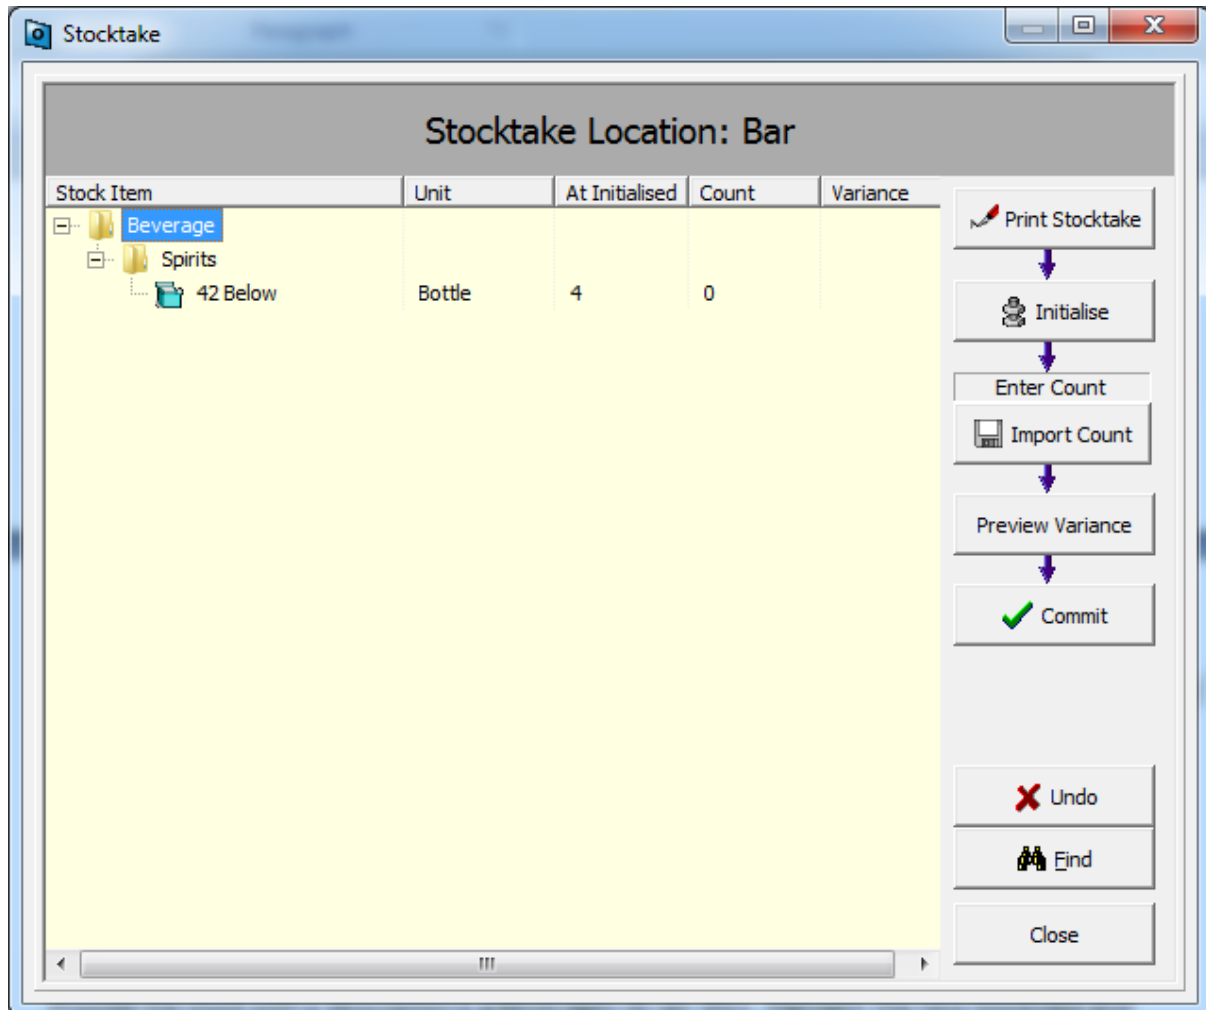 Stocktake
Stocktake Location: Bar
Stock Item Unit At Initialised Count Variance
Beverage
Spirits
42 Below Bottle 4 0
Print Stocktake
Initialise
Enter Count
Import Count
Preview Variance
Commit
Undo
Find
Close